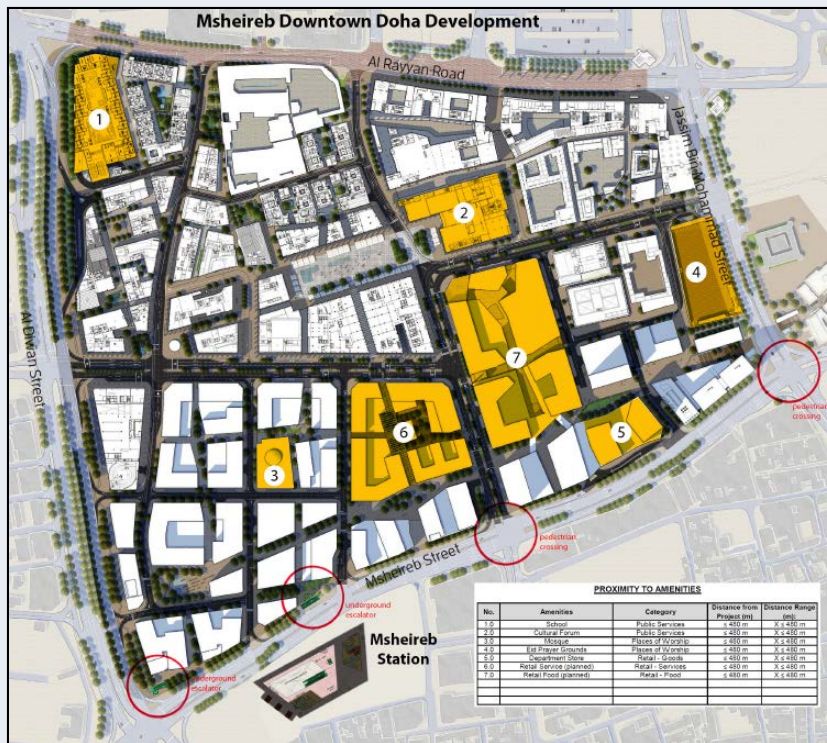 Msheireb Downtown Doha Development
Al Rayyan Road
Jassim Bin Mohammad Street
Al Diwan Street
1
2
4
7
6
5
3
pedestrian
crossing
pedestrian
crossing
Msheireb Street
underground
escalator
underground
escalator
Msheireb
Station
PROXIMITY TO AMENITIES
No. Amenities Category Distance from Project (m) Distance Range (m):
1.0 School Public Services ≤ 480 m X ≤ 480 m
2.0 Cultural Forum Public Services ≤ 480 m X ≤ 480 m
3.0 Mosque Places of Worship ≤ 480 m X ≤ 480 m
4.0 Eid Prayer Grounds Places of Worship ≤ 480 m X ≤ 480 m
5.0 Department Store Retail - Goods ≤ 480 m X ≤ 480 m
6.0 Retail Service (planned) Retail - Services ≤ 480 m X ≤ 480 m
7.0 Retail Food (planned) Retail - Food ≤ 480 m X ≤ 480 m